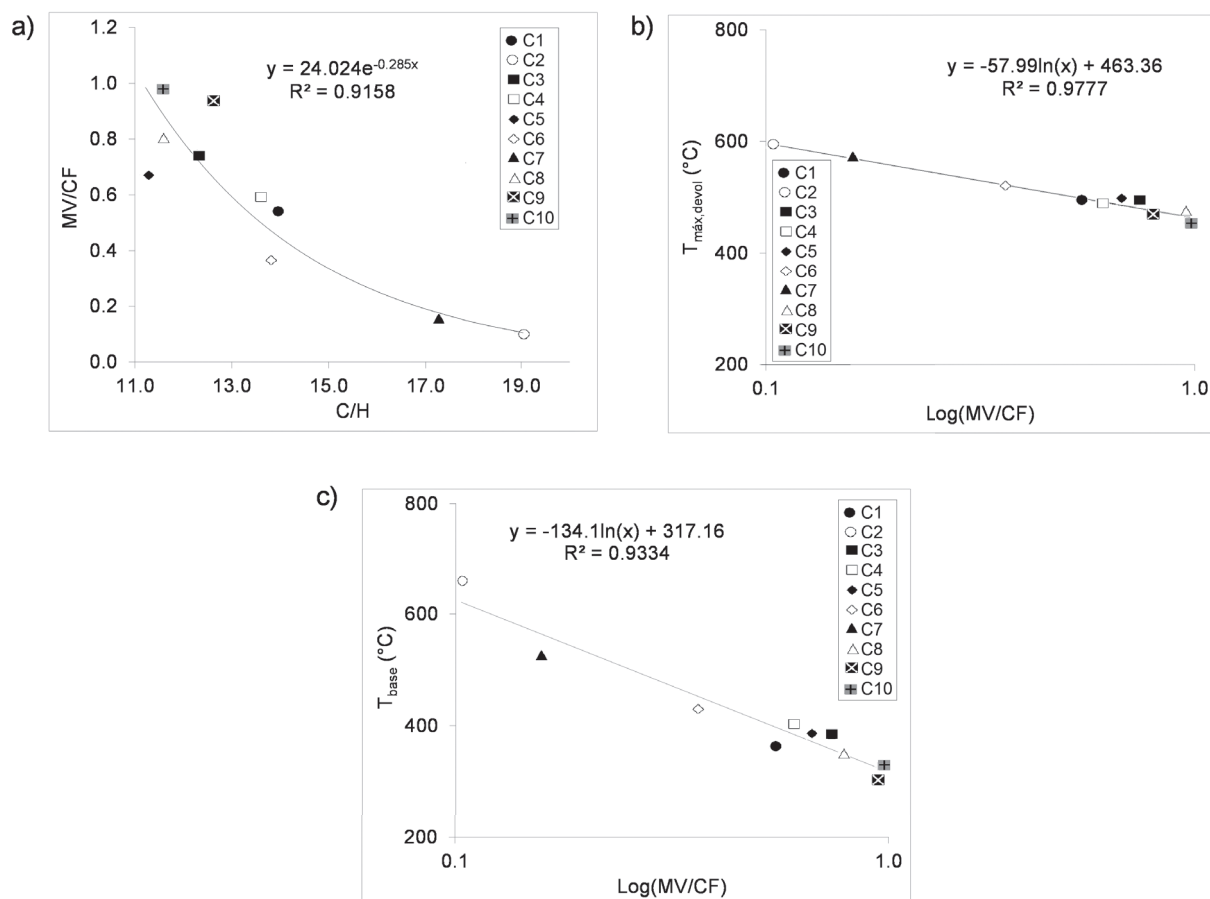 a)
MV/CF
1.2
1.0
0.8
0.6
0.4
0.2
0.0
11.0 13.0 15.0 17.0 19.0
C/H
y = 24.024e^-0.285x
R² = 0.9158
C1
C2
C3
C4
C5
C6
C7
C8
C9
C10
b)
Tmáx,devol (°C)
800
600
400
200
0.1 1.0
Log(MV/CF)
y = -57.99ln(x) + 463.36
R² = 0.9777
C1
C2
C3
C4
C5
C6
C7
C8
C9
C10
c)
Tbase (°C)
800
600
400
200
0.1 1.0
Log(MV/CF)
y = -134.1ln(x) + 317.16
R² = 0.9334
C1
C2
C3
C4
C5
C6
C7
C8
C9
C10